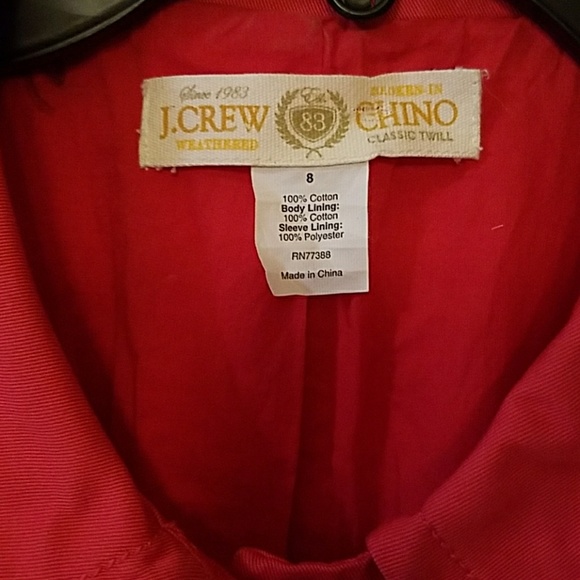 Since 1983
J.CREW
WEATHERED
83
BROKEN-IN
CHINO
CLASSIC TWILL
8
100% Cotton
Body Lining:
100% Cotton
Sleeve Lining:
100% Polyester
RN77388
Made in China